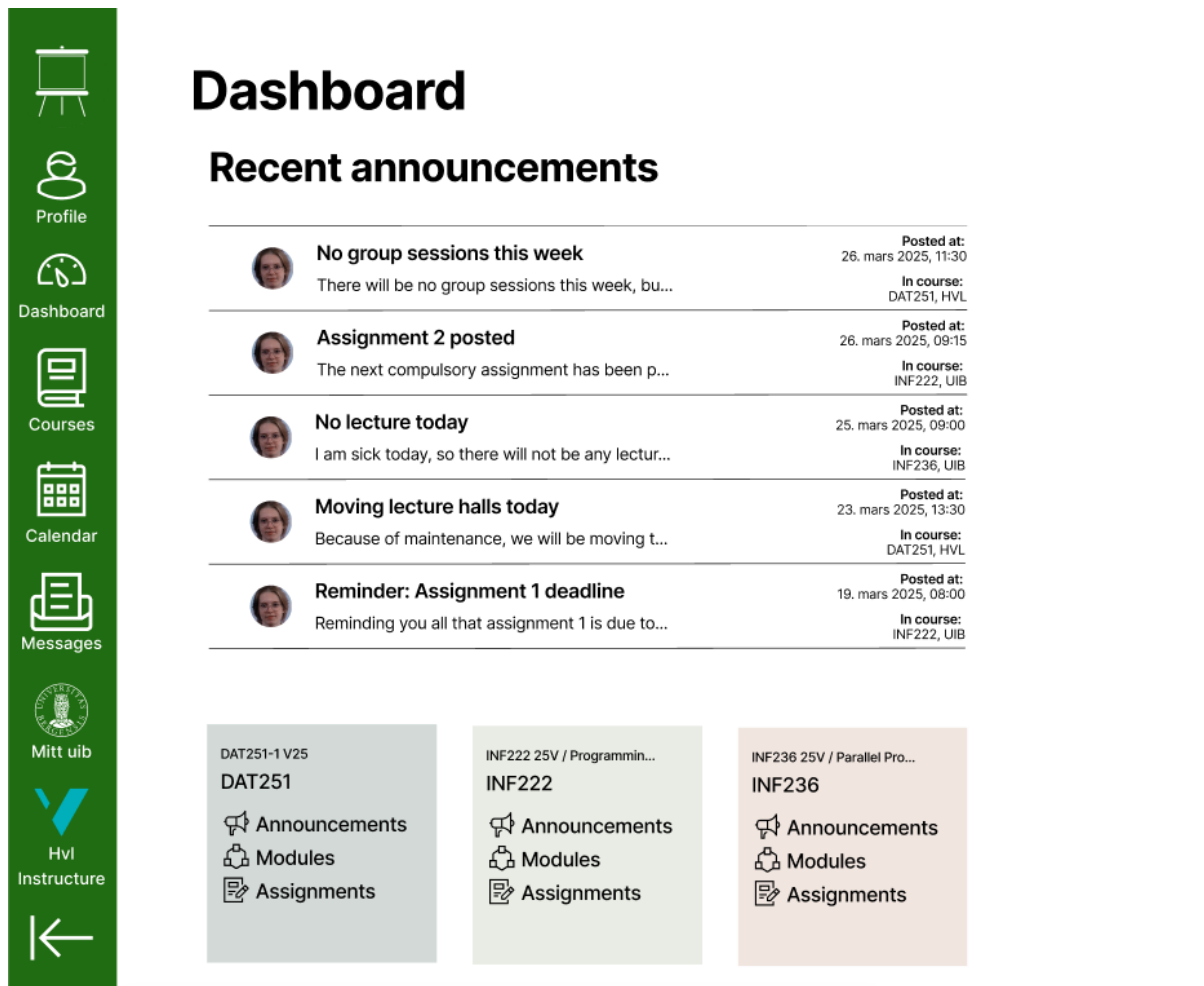 Profile
Dashboard
Courses
Calendar
Messages
UNIVERSITAS BERGENSIS
Mitt uib
Hvl
Instructure
Dashboard
Recent announcements
No group sessions this week
There will be no group sessions this week, bu...
Posted at:
26. mars 2025, 11:30
In course:
DAT251, HVL
Assignment 2 posted
The next compulsory assignment has been p...
Posted at:
26. mars 2025, 09:15
In course:
INF222, UIB
No lecture today
I am sick today, so there will not be any lectur...
Posted at:
25. mars 2025, 09:00
In course:
INF236, UIB
Moving lecture halls today
Because of maintenance, we will be moving t...
Posted at:
23. mars 2025, 13:30
In course:
DAT251, HVL
Reminder: Assignment 1 deadline
Reminding you all that assignment 1 is due to...
Posted at:
19. mars 2025, 08:00
In course:
INF222, UIB
DAT251-1 V25
DAT251
Announcements
Modules
Assignments
INF222 25V / Programmin...
INF222
Announcements
Modules
Assignments
INF236 25V / Parallel Pro...
INF236
Announcements
Modules
Assignments